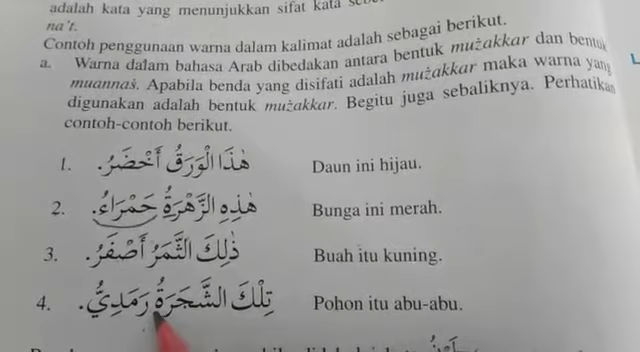 adalah kata yang menunjukkan sifat kata
na't.
Contoh penggunaan warna dalam kalimat adalah sebagai berikut.
a. Warna dalam bahasa Arab dibedakan antara bentuk mużakkar dan bentuk
muannaṡ. Apabila benda yang disifati adalah mużakkar maka warna yang
digunakan adalah bentuk mużakkar. Begitu juga sebaliknya. Perhatikan
contoh-contoh berikut.
1. هٰذَا الْوَرَقُ أَخْضَرُ. Daun ini hijau.
2. هٰذِهِ الزَّهْرَةُ حَمْرَاءُ. Bunga ini merah.
3. ذٰلِكَ الثَّمَرُ أَصْفَرُ. Buah itu kuning.
4. تِلْكَ الشَّجَرَةُ رَمَدِيٌّ. Pohon itu abu-abu.